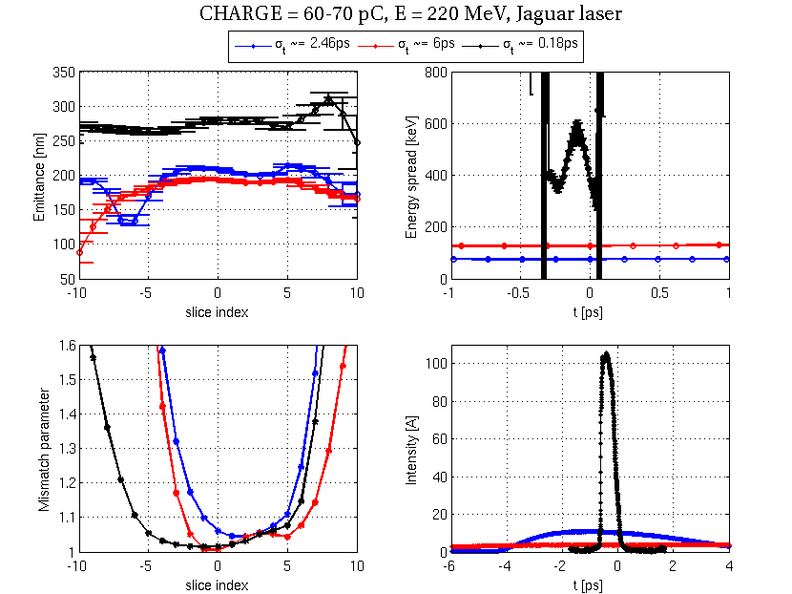 CHARGE = 60-70 pC, E = 220 MeV, Jaguar laser
σt ~= 2.46ps σt ~= 6ps σt ~= 0.18ps
350
300
250
200
150
100
50
Emittance [nm]
-10 -5 0 5 10
slice index
800
600
400
200
0
Energy spread [keV]
-1 -0.5 0 0.5 1
t [ps]
1.6
1.5
1.4
1.3
1.2
1.1
1
Mismatch parameter
-10 -5 0 5 10
slice index
100
80
60
40
20
0
Intensity [A]
-6 -4 -2 0 2 4
t [ps]